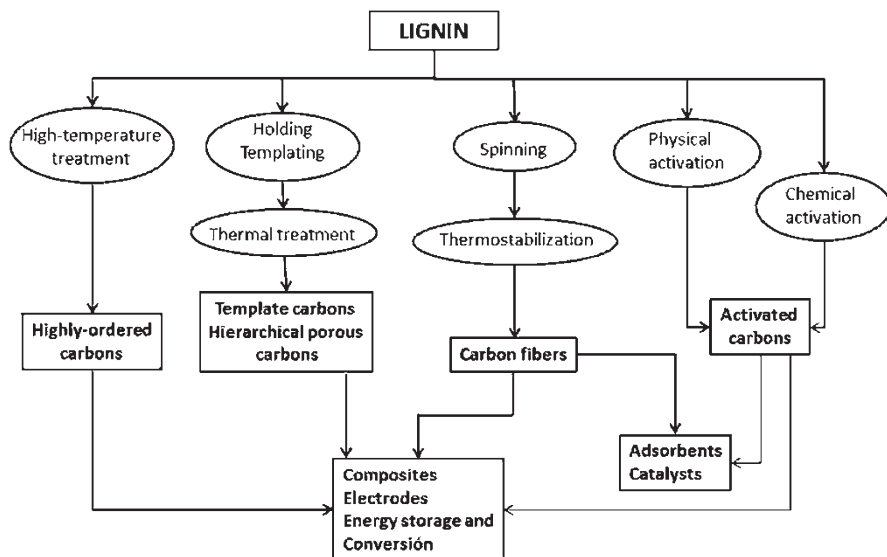 LIGNIN
High-temperature
treatment
Holding
Templating
Spinning
Physical
activation
Chemical
activation
Thermal treatment
Thermostabilization
Highly-ordered
carbons
Template carbons
Hierarchical porous
carbons
Carbon fibers
Activated
carbons
Adsorbents
Catalysts
Composites
Electrodes
Energy storage and
Conversión